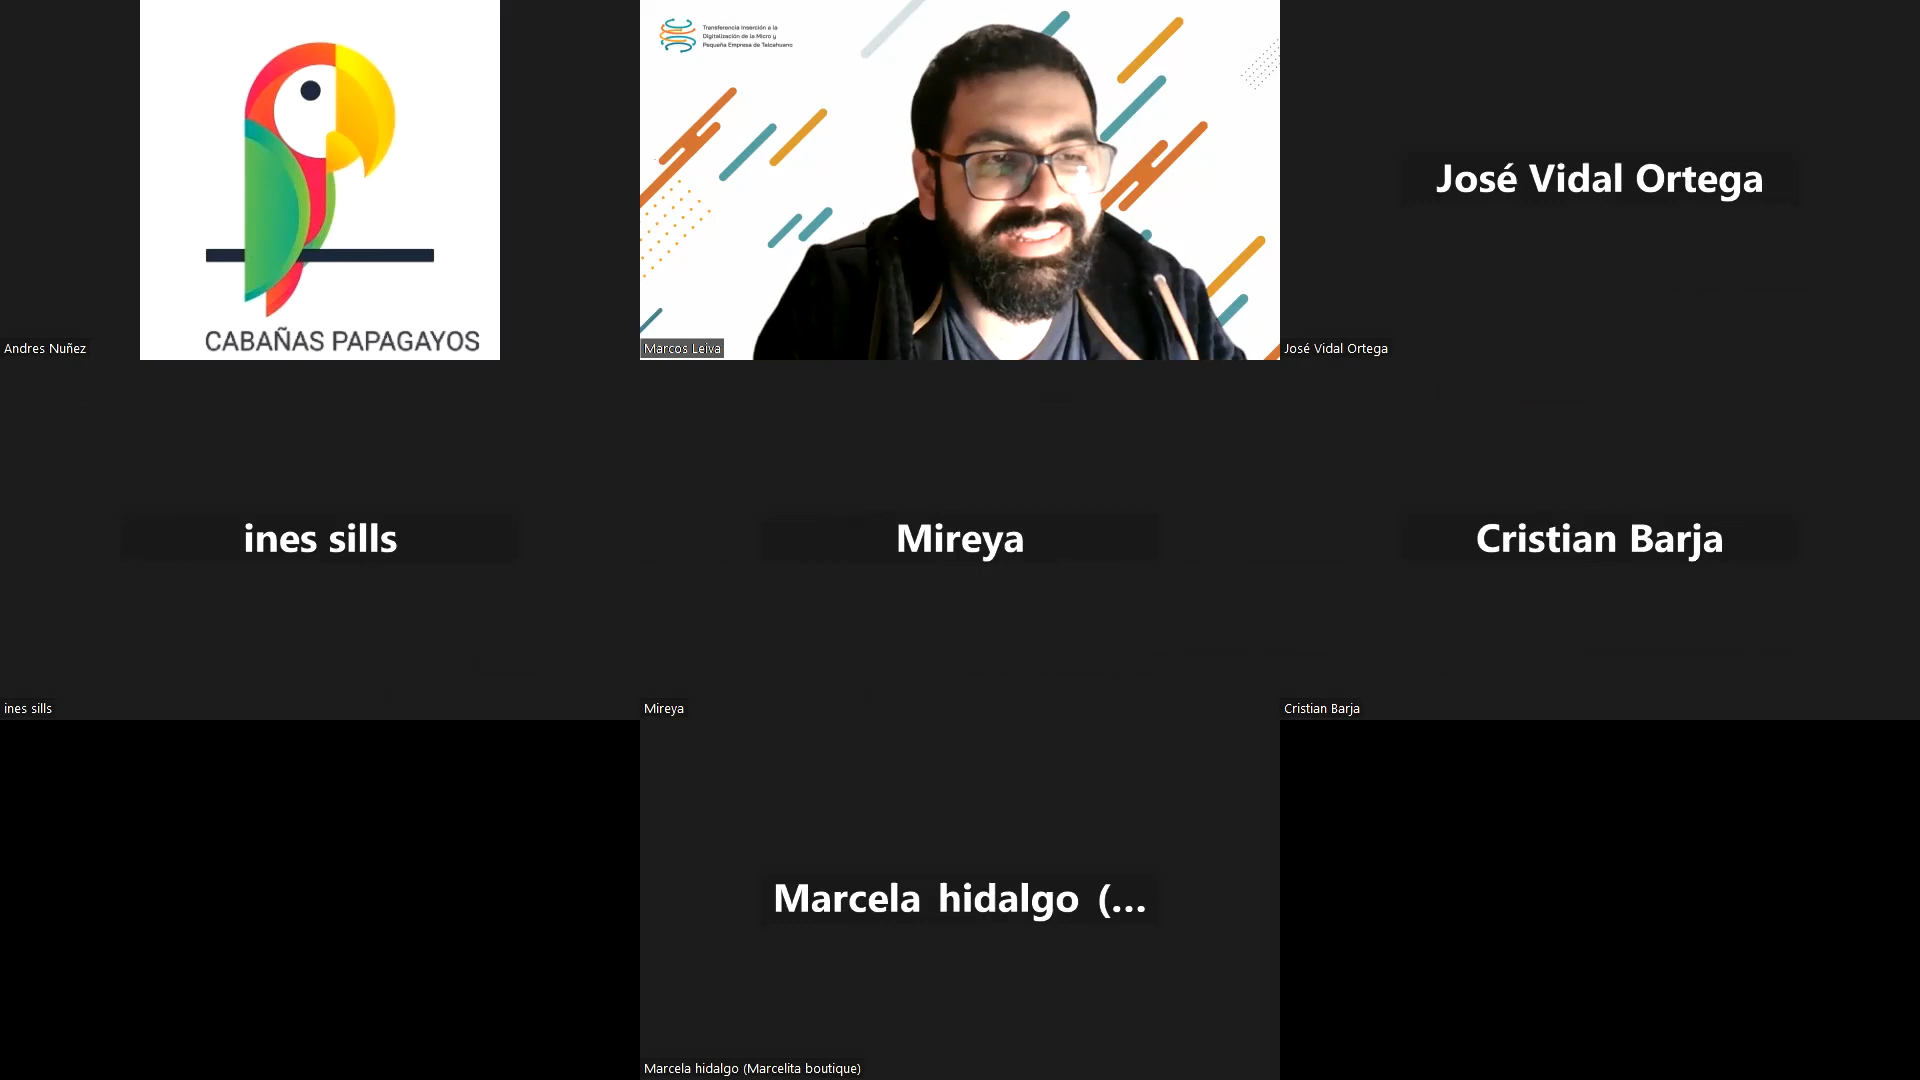 CABAÑAS PAPAGAYOS
Andres Nuñez
Transferencia Inserción a la
Digitalización de la Micro y
Pequeña Empresa de Talcahuano
Marcos Leiva
José Vidal Ortega
José Vidal Ortega
ines sills
ines sills
Mireya
Mireya
Cristian Barja
Cristian Barja
Marcela hidalgo (...
Marcela hidalgo (Marcelita boutique)